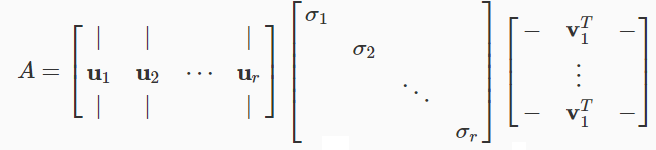 A = [ | | | ; u₁ u₂ ⋯ uᵣ ; | | | ] [ σ₁ ; σ₂ ; ⋱ ; σᵣ ] [ — v₁ᵀ — ; ⋮ ; — v₁ᵀ — ]